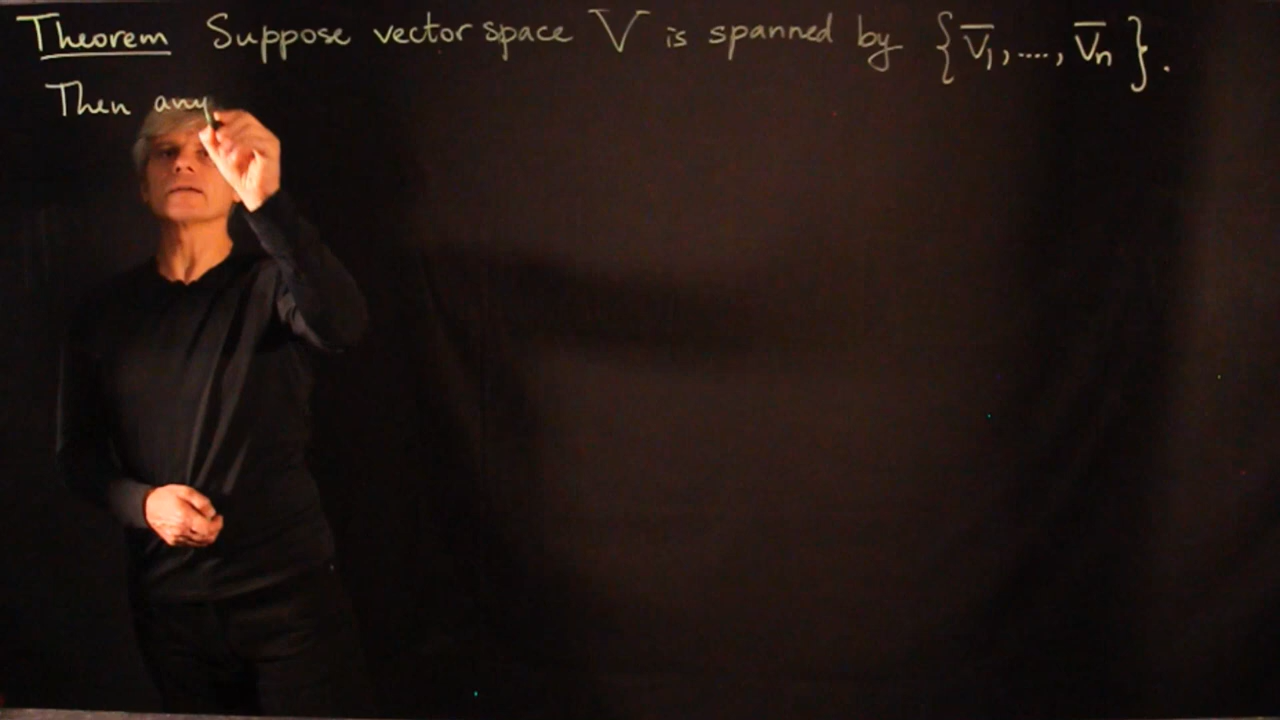 Theorem Suppose vector space V is spanned by {v̅₁, ...., v̅ₙ}.
Then any